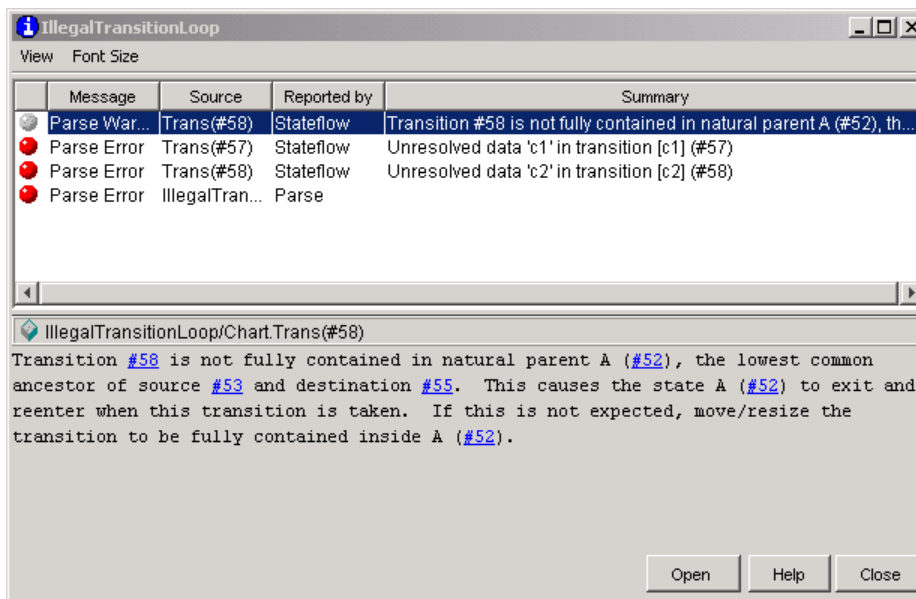 IllegalTransitionLoop
View Font Size
Message Source Reported by Summary
Parse War... Trans(#58) Stateflow Transition #58 is not fully contained in natural parent A (#52), th...
Parse Error Trans(#57) Stateflow Unresolved data 'c1' in transition [c1] (#57)
Parse Error Trans(#58) Stateflow Unresolved data 'c2' in transition [c2] (#58)
Parse Error IllegalTran... Parse
IllegalTransitionLoop/Chart.Trans(#58)
Transition #58 is not fully contained in natural parent A (#52), the lowest common
ancestor of source #53 and destination #55. This causes the state A (#52) to exit and
reenter when this transition is taken. If this is not expected, move/resize the
transition to be fully contained inside A (#52).
Open Help Close